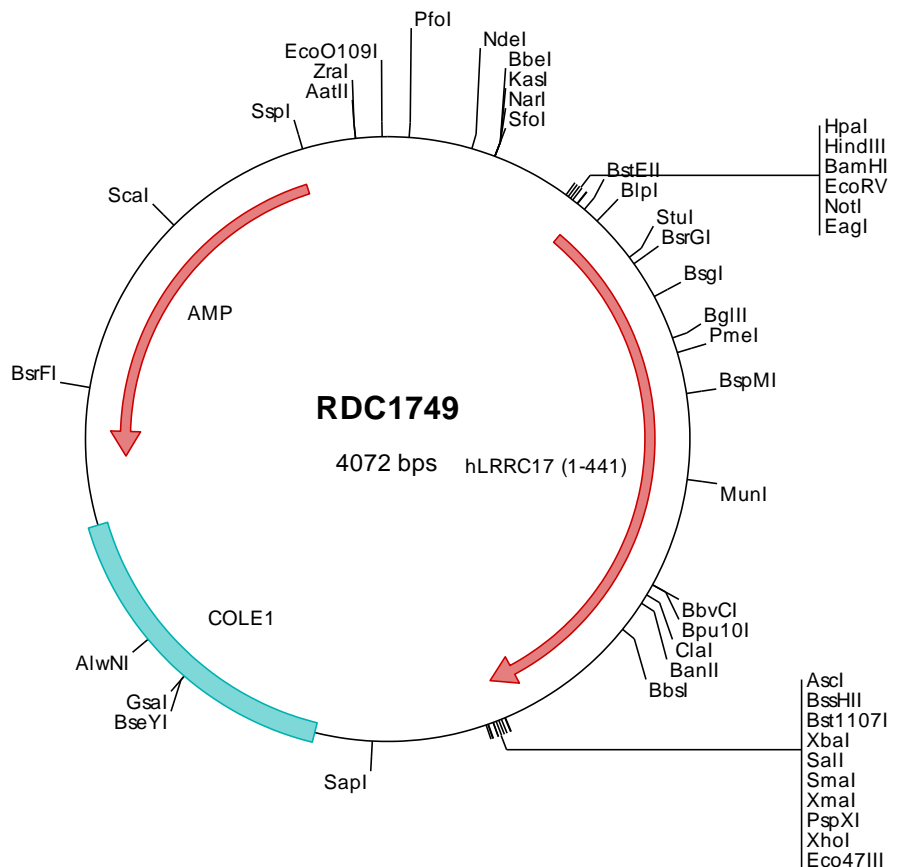 PfoI
EcoO109I
NdeI
ZraI
BbeI
AatII
KasI
NarI
SspI
SfoI
HpaI
HindIII
BamHI
EcoRV
NotI
EagI
BstEII
BlpI
ScaI
StuI
BsrGI
BsgI
AMP
BglII
PmeI
BsrFI
BspMI
RDC1749
4072 bps
hLRRC17 (1-441)
MunI
BbvCI
Bpu10I
COLE1
ClaI
AlwNI
BanII
BbsI
GsaI
BseYI
AscI
BssHII
Bst1107I
XbaI
SalI
SmaI
XmaI
PspXI
XhoI
Eco47III
SapI